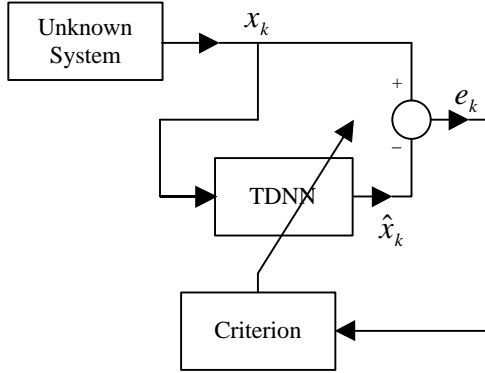 Unknown
System
x_k
+
e_k
−
TDNN
x̂_k
Criterion